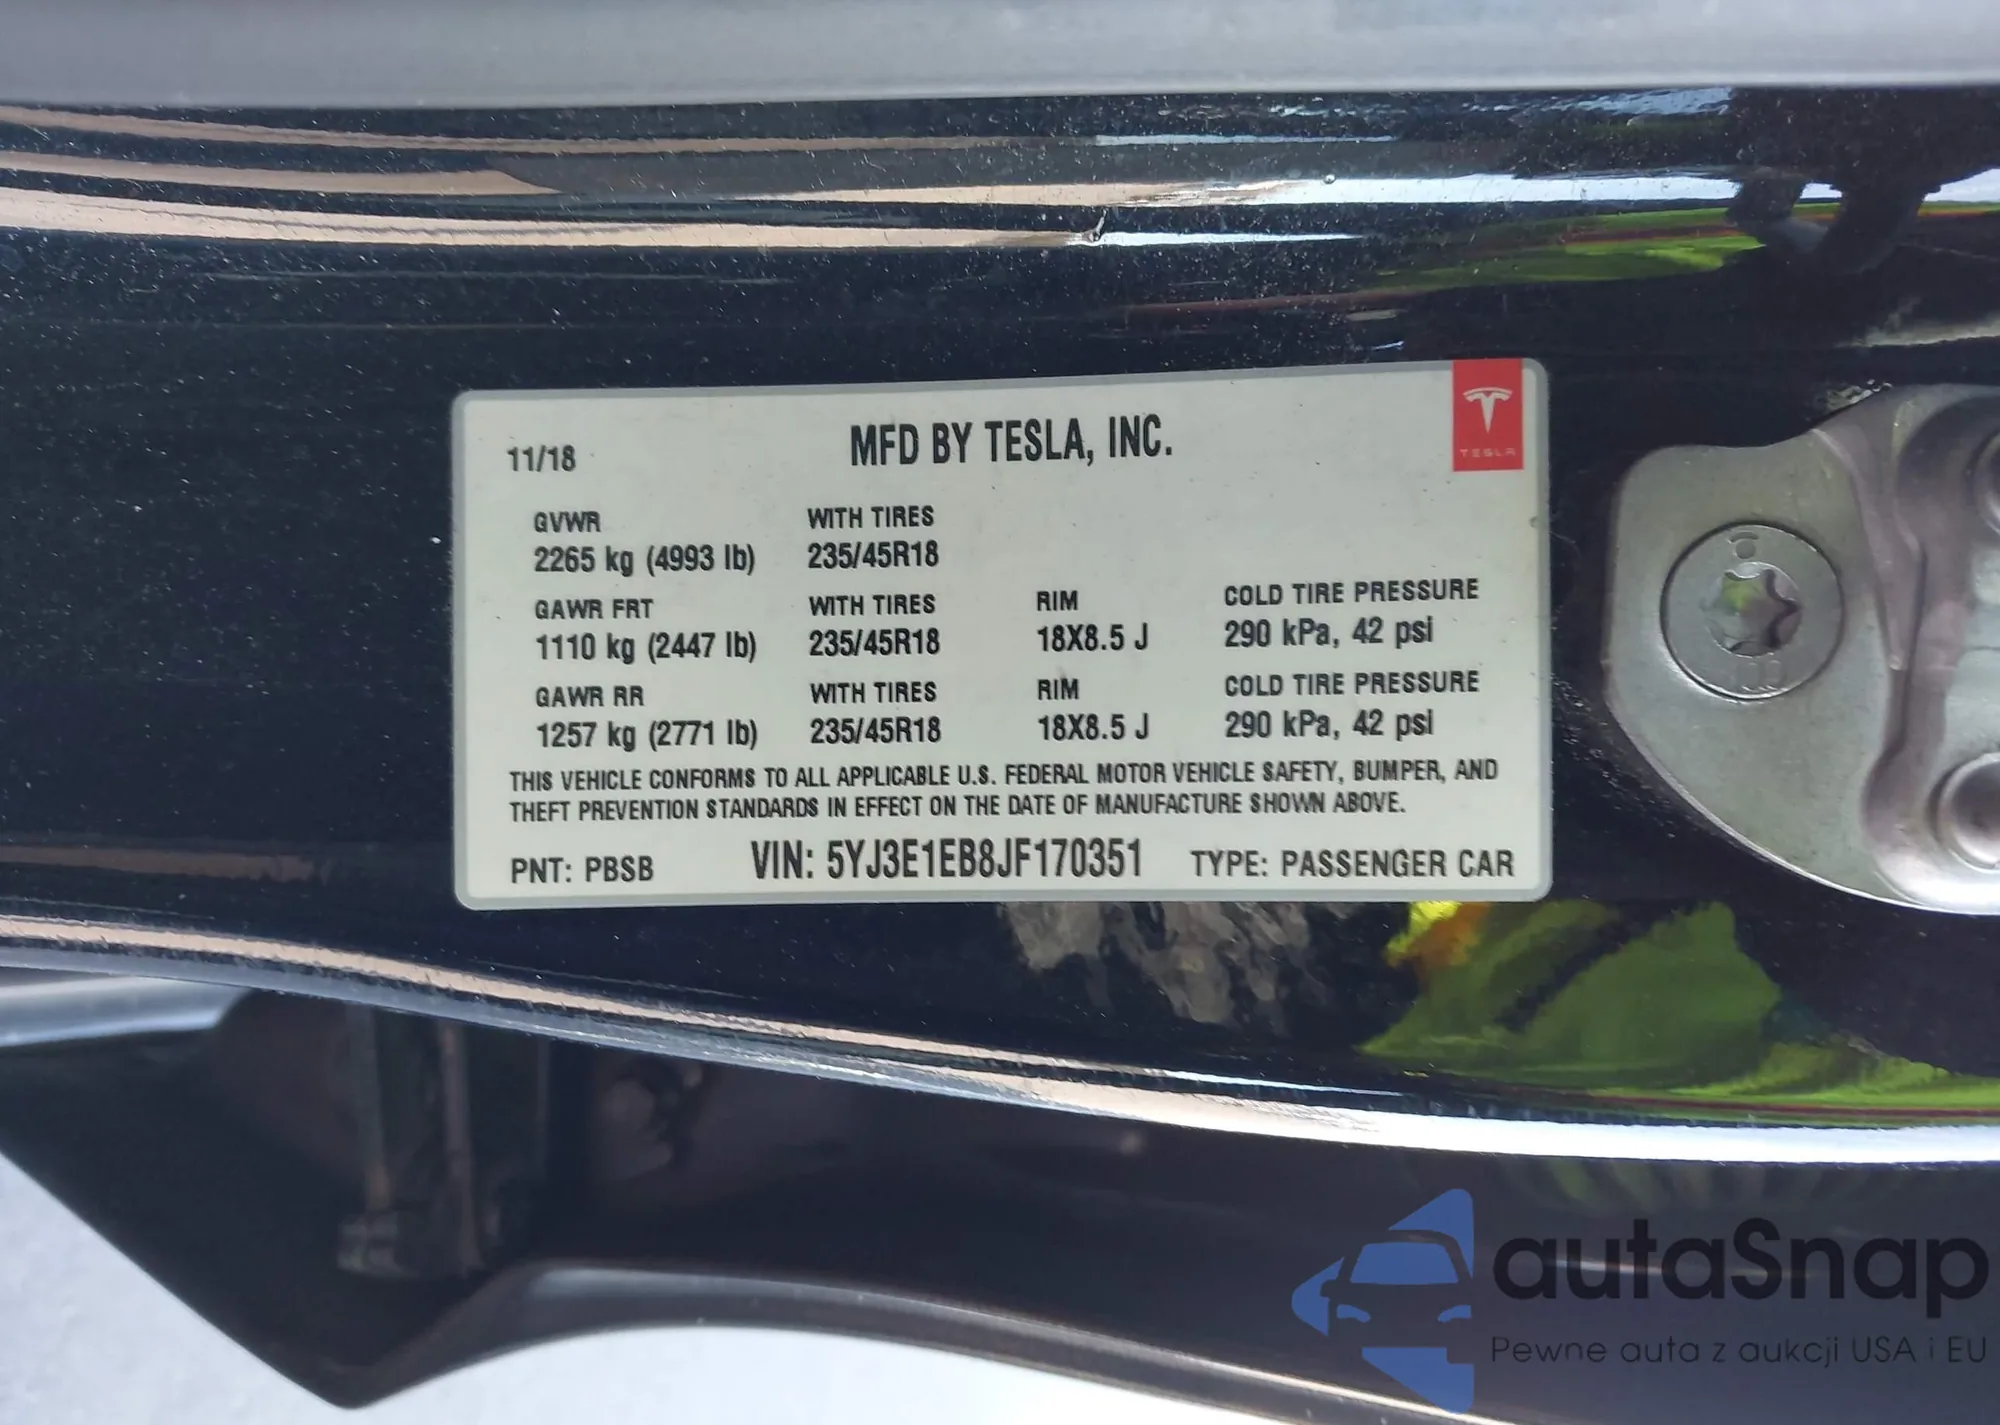 11/18
MFD BY TESLA, INC.
TESLA
GVWR WITH TIRES
2265 kg (4993 lb) 235/45R18
GAWR FRT WITH TIRES RIM COLD TIRE PRESSURE
1110 kg (2447 lb) 235/45R18 18X8.5 J 290 kPa, 42 psi
GAWR RR WITH TIRES RIM COLD TIRE PRESSURE
1257 kg (2771 lb) 235/45R18 18X8.5 J 290 kPa, 42 psi
THIS VEHICLE CONFORMS TO ALL APPLICABLE U.S. FEDERAL MOTOR VEHICLE SAFETY, BUMPER, AND
THEFT PREVENTION STANDARDS IN EFFECT ON THE DATE OF MANUFACTURE SHOWN ABOVE.
PNT: PBSB VIN: 5YJ3E1EB8JF170351 TYPE: PASSENGER CAR
autaSnap
Pewne auta z aukcji USA i EU